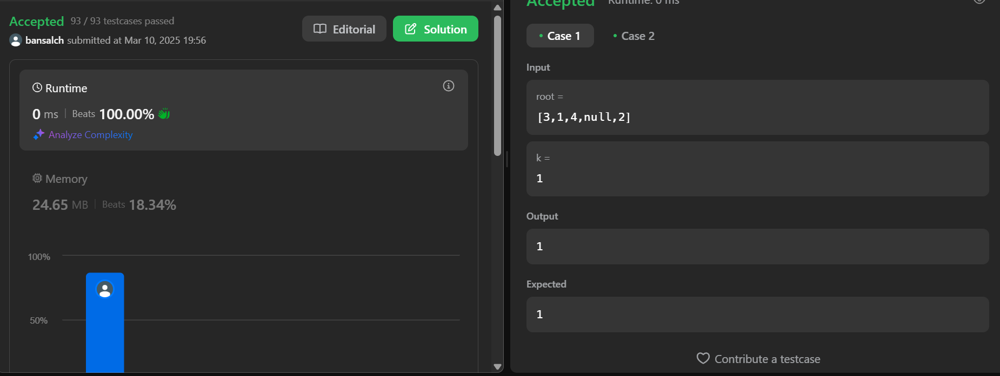 Accepted 93 / 93 testcases passed
bansalch submitted at Mar 10, 2025 19:56
Editorial
Solution
Runtime
0 ms | Beats 100.00%
Analyze Complexity
Memory
24.65 MB | Beats 18.34%
100%
50%
Accepted Runtime: 0 ms
• Case 1
• Case 2
Input
root =
[3,1,4,null,2]
k =
1
Output
1
Expected
1
Contribute a testcase